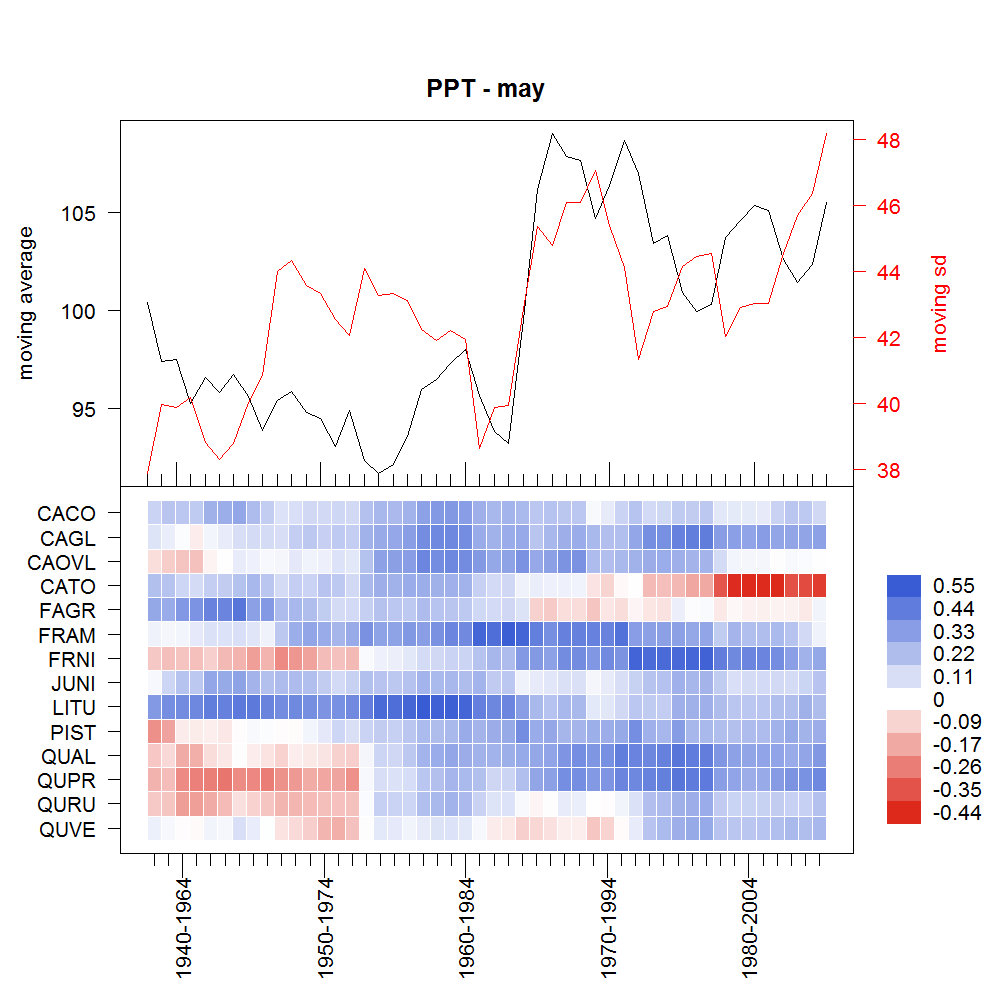 PPT - may
moving average
105
100
95
48
46
44
42
40
38
moving sd
CACO
CAGL
CAOVL
CATO
FAGR
FRAM
FRNI
JUNI
LITU
PIST
QUAL
QUPR
QURU
QUVE
0.55
0.44
0.33
0.22
0.11
0
-0.09
-0.17
-0.26
-0.35
-0.44
1940-1964
1950-1974
1960-1984
1970-1994
1980-2004